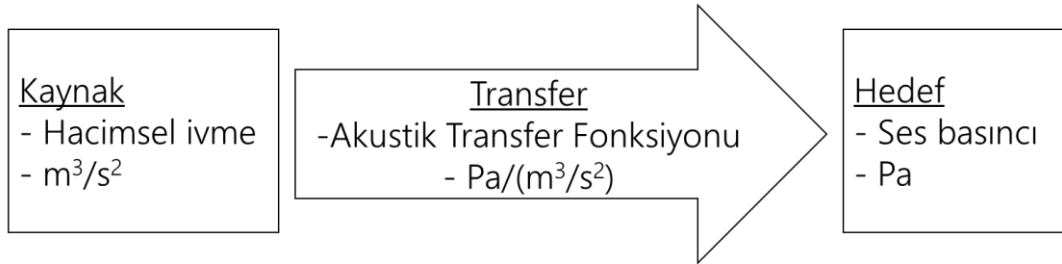 Kaynak
- Hacimsel ivme
- m³/s²
Transfer
-Akustik Transfer Fonksiyonu
- Pa/(m³/s²)
Hedef
- Ses basıncı
- Pa